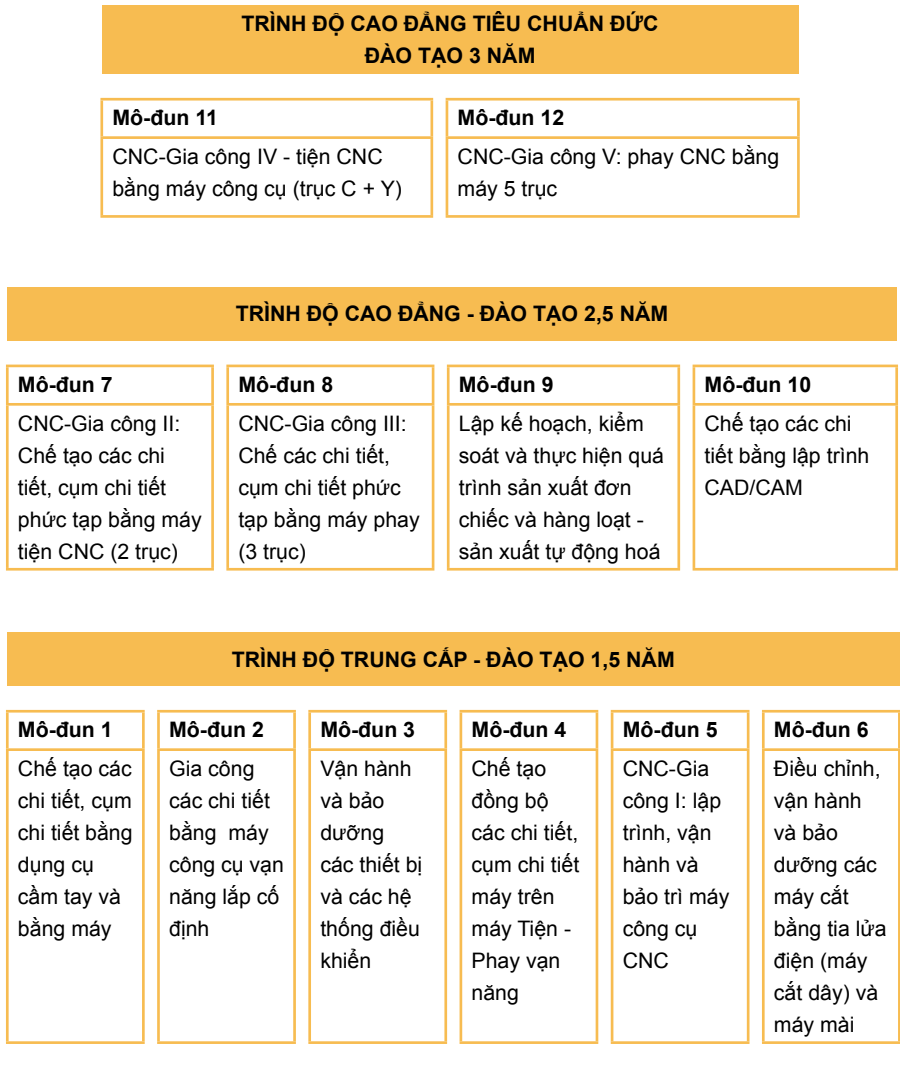 TRÌNH ĐỘ CAO ĐẲNG TIÊU CHUẨN ĐỨC
ĐÀO TẠO 3 NĂM
Mô-đun 11
CNC-Gia công IV - tiện CNC
bằng máy công cụ (trục C + Y)
Mô-đun 12
CNC-Gia công V: phay CNC bằng
máy 5 trục
TRÌNH ĐỘ CAO ĐẲNG - ĐÀO TẠO 2,5 NĂM
Mô-đun 7
CNC-Gia công II:
Chế tạo các chi
tiết, cụm chi tiết
phức tạp bằng máy
tiện CNC (2 trục)
Mô-đun 8
CNC-Gia công III:
Chế các chi tiết,
cụm chi tiết phức
tạp bằng máy phay
(3 trục)
Mô-đun 9
Lập kế hoạch, kiểm
soát và thực hiện quá
trình sản xuất đơn
chiếc và hàng loạt -
sản xuất tự động hoá
Mô-đun 10
Chế tạo các chi
tiết bằng lập trình
CAD/CAM
TRÌNH ĐỘ TRUNG CẤP - ĐÀO TẠO 1,5 NĂM
Mô-đun 1
Chế tạo các
chi tiết, cụm
chi tiết bằng
dụng cụ
cầm tay và
bằng máy
Mô-đun 2
Gia công
các chi tiết
bằng  máy
công cụ vạn
năng lắp cố
định
Mô-đun 3
Vận hành
và bảo
dưỡng
các thiết bị
và các hệ
thống điều
khiển
Mô-đun 4
Chế tạo
đồng bộ
các chi tiết,
cụm chi tiết
máy trên
máy Tiện -
Phay vạn
năng
Mô-đun 5
CNC-Gia
công I: lập
trình, vận
hành và
bảo trì máy
công cụ
CNC
Mô-đun 6
Điều chỉnh,
vận hành
và bảo
dưỡng các
máy cắt
bằng tia lửa
điện (máy
cắt dây) và
máy mài